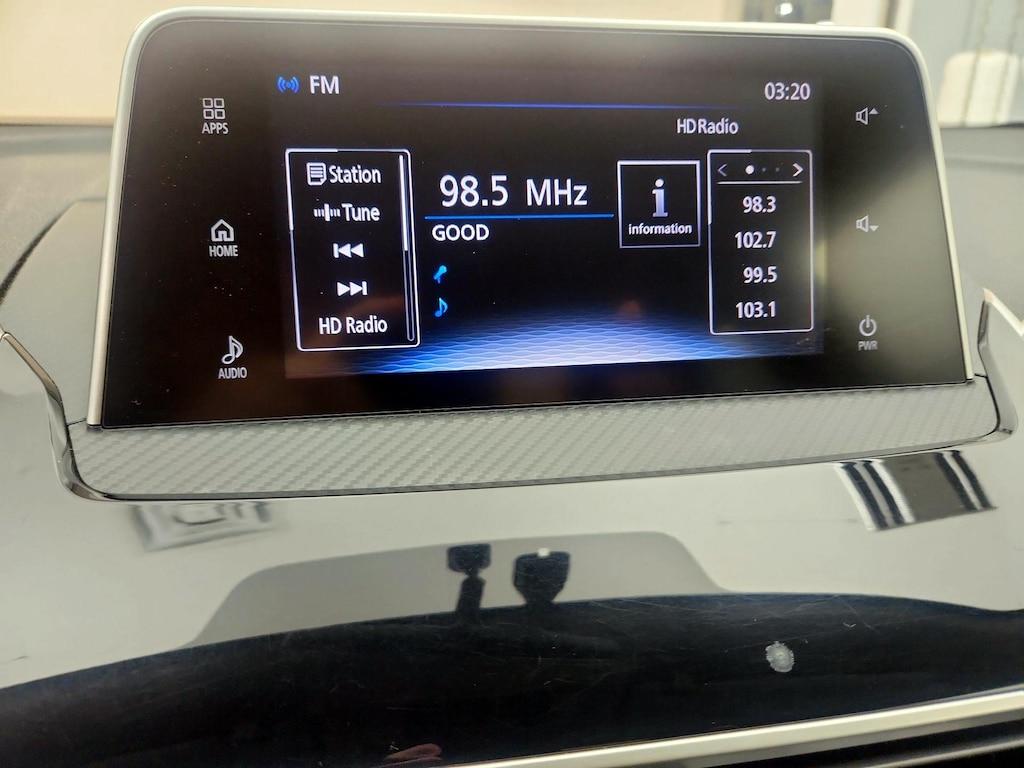 FM
03:20
APPS
HOME
AUDIO
HD Radio
Station
Tune
HD Radio
98.5 MHz
GOOD
information
98.3
102.7
99.5
103.1
PWR